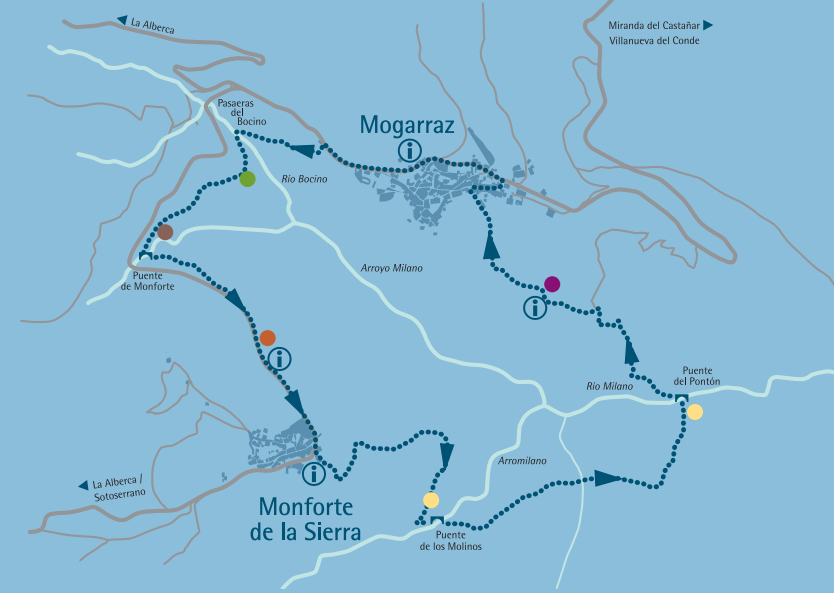 La Alberca
Miranda del Castañar
Villanueva del Conde
Pasaeras
del
Bocino
Mogarraz
i
Río Bocino
Arroyo Milano
Puente
de Monforte
i
i
Puente
del Pontón
Río Milano
La Alberca /
Sotoserrano
i
Arromilano
Monforte
de la Sierra
Puente
de los Molinos